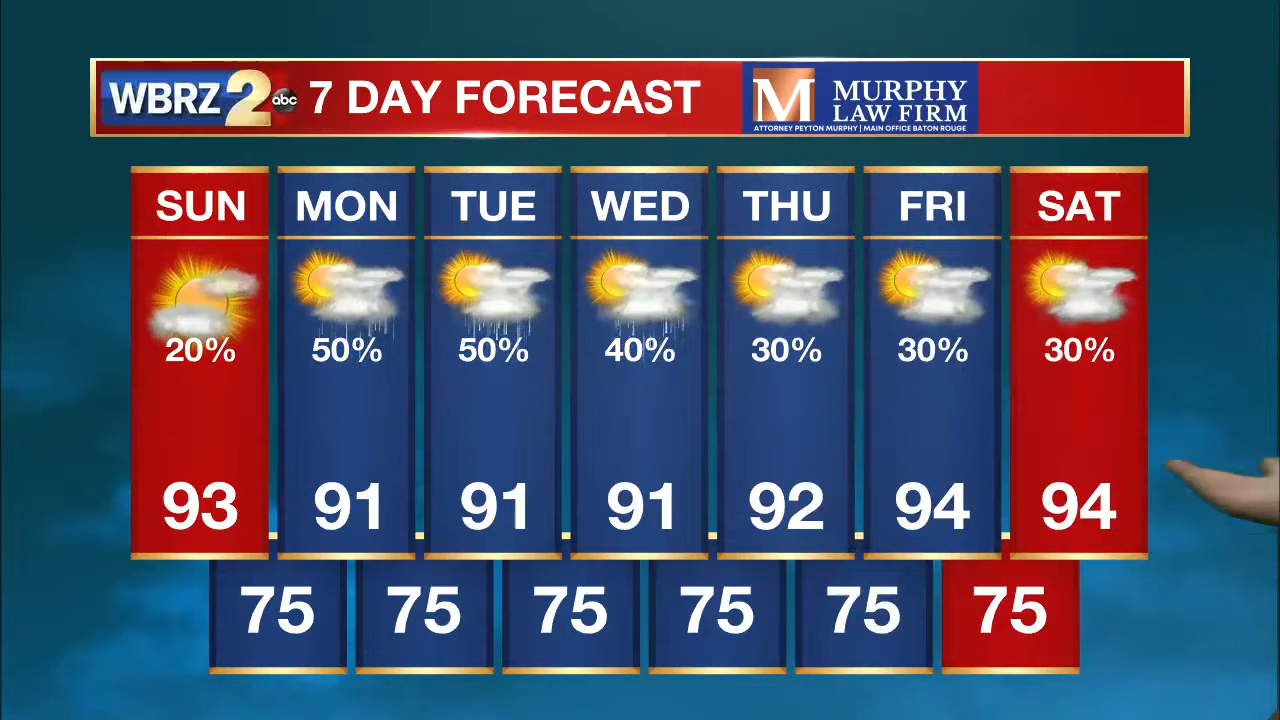 WBRZ 2 abc 7 DAY FORECAST
M MURPHY
LAW FIRM
ATTORNEY PEYTON MURPHY | MAIN OFFICE BATON ROUGE
SUN MON TUE WED THU FRI SAT
20% 50% 50% 40% 30% 30% 30%
93 91 91 91 92 94 94
75 75 75 75 75 75